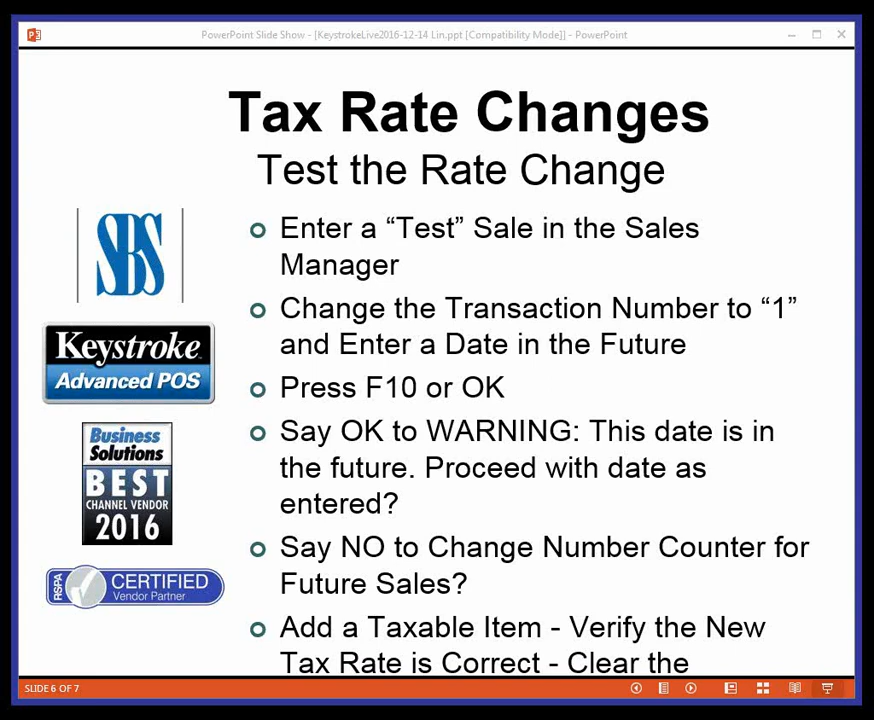 PowerPoint Slide Show - [KeystrokeLive2016-12-14 Lin.ppt [Compatibility Mode]] - PowerPoint
Tax Rate Changes
Test the Rate Change
Enter a “Test” Sale in the Sales
Manager
Change the Transaction Number to “1”
and Enter a Date in the Future
Press F10 or OK
Say OK to WARNING: This date is in
the future. Proceed with date as
entered?
Say NO to Change Number Counter for
Future Sales?
Add a Taxable Item - Verify the New
Tax Rate is Correct - Clear the
SBS
Keystroke
Advanced POS
Business
Solutions
BEST
CHANNEL VENDOR
2016
RSPA
CERTIFIED
Vendor Partner
SLIDE 6 OF 7